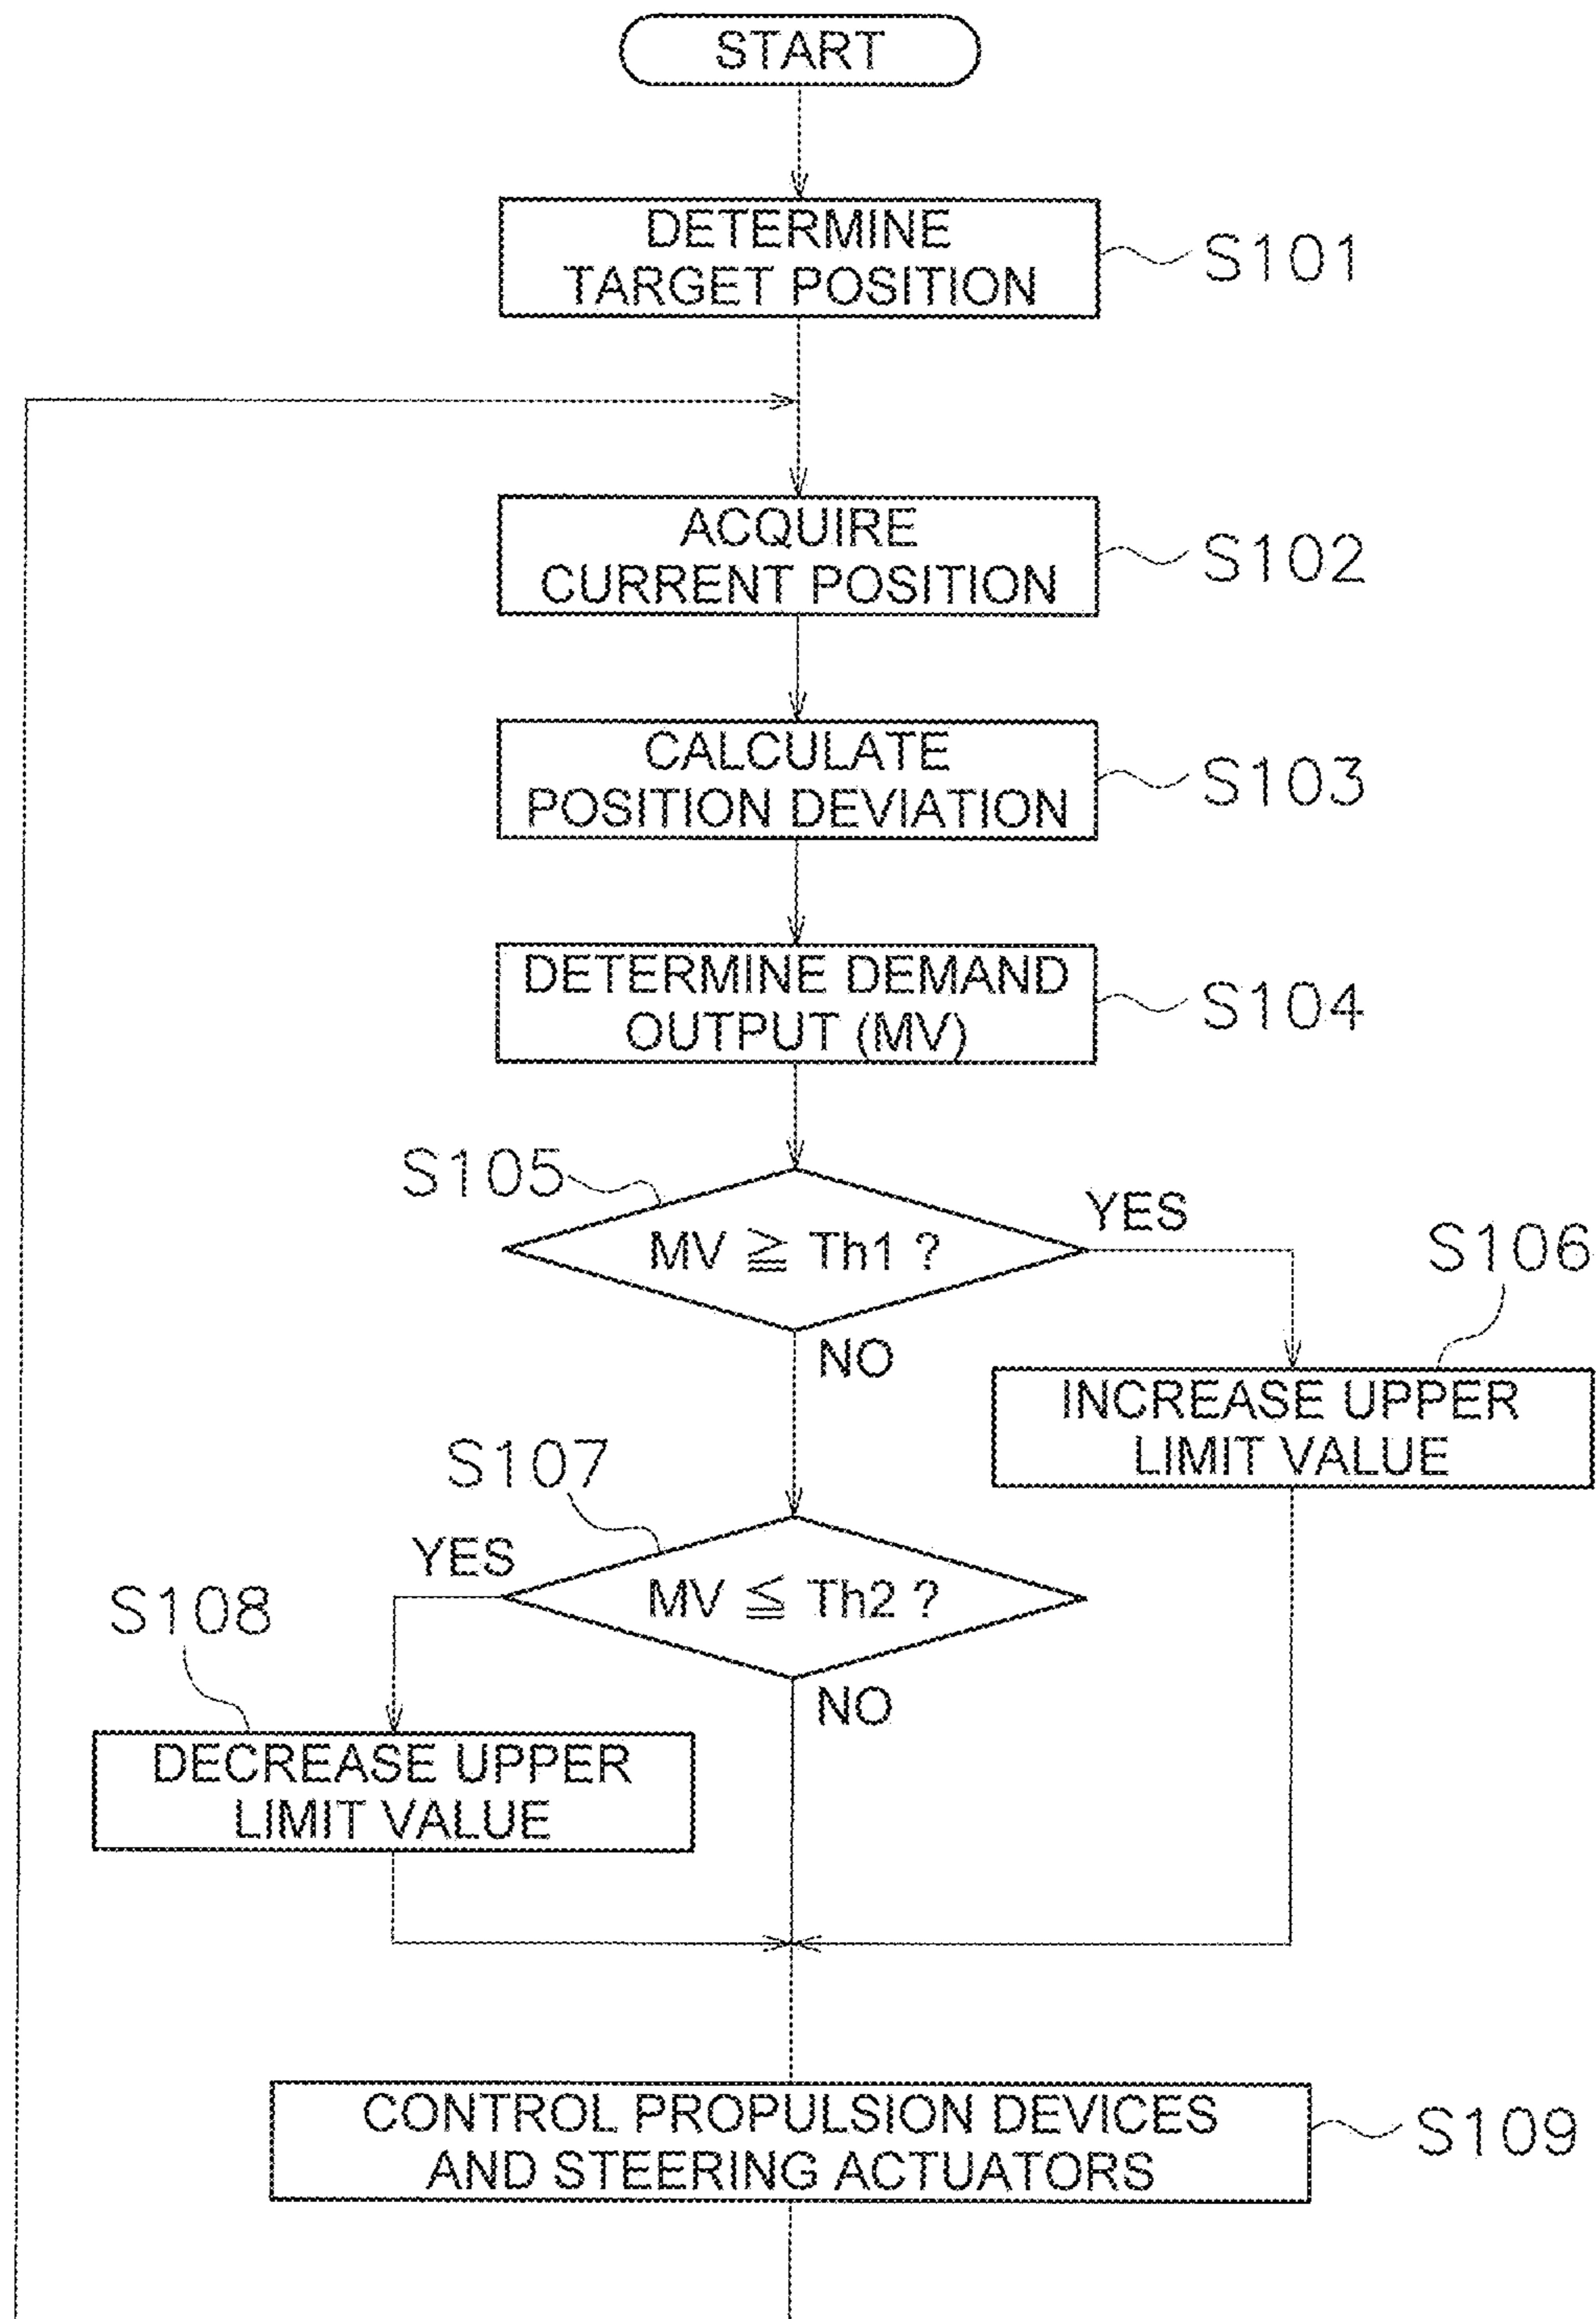 START
DETERMINE
TARGET POSITION
S101
ACQUIRE
CURRENT POSITION
S102
CALCULATE
POSITION DEVIATION
S103
DETERMINE DEMAND
OUTPUT (MV)
S104
S105
MV ≧ Th1 ?
YES
NO
S106
INCREASE UPPER
LIMIT VALUE
S107
MV ≦ Th2 ?
YES
NO
S108
DECREASE UPPER
LIMIT VALUE
CONTROL PROPULSION DEVICES
AND STEERING ACTUATORS
S109